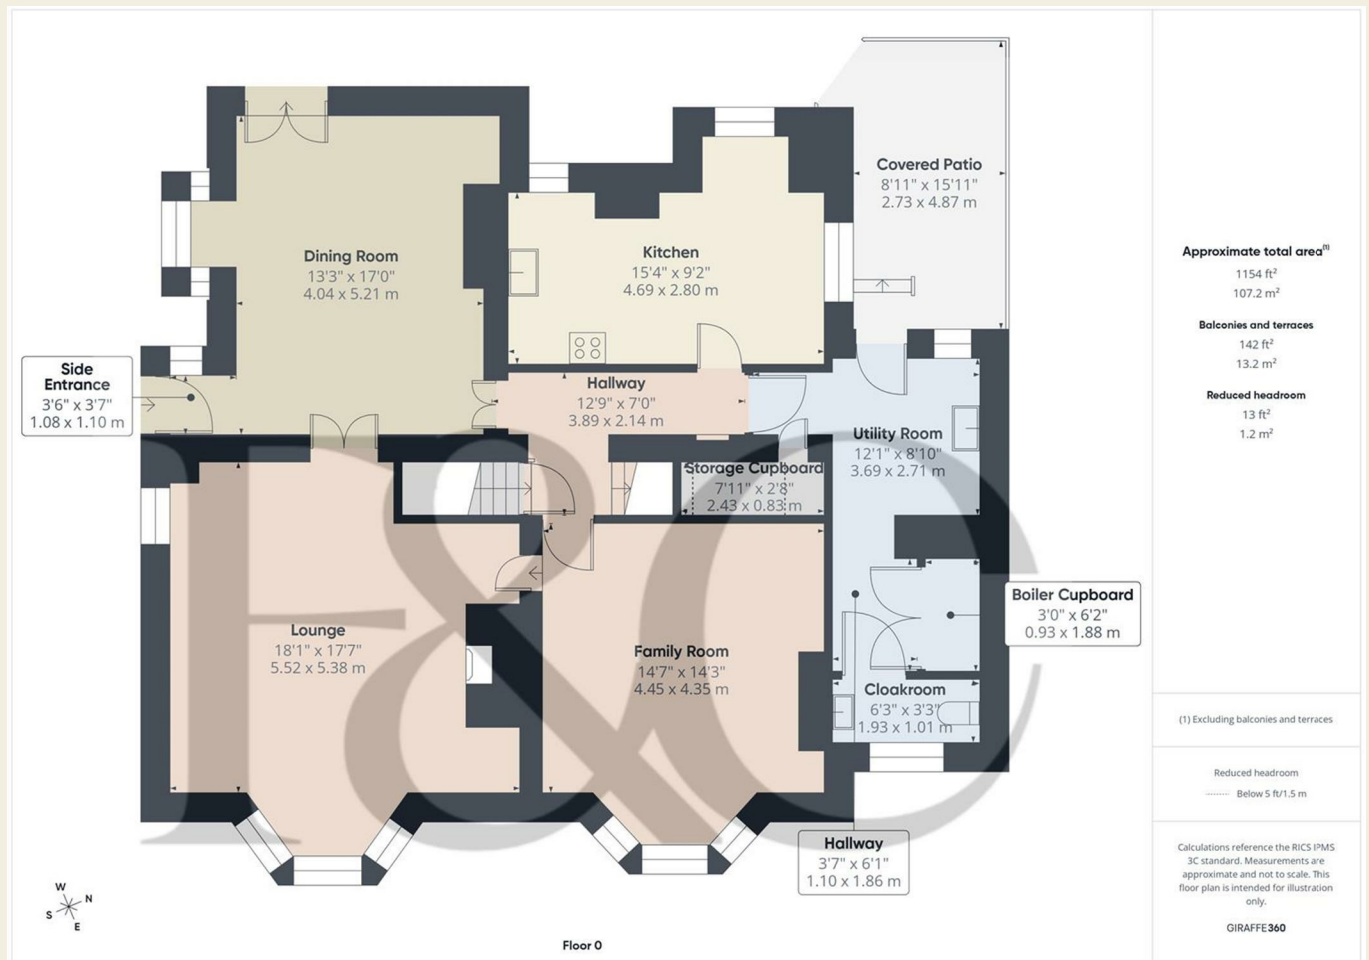 Covered Patio
8'11" x 15'11"
2.73 x 4.87 m
Dining Room
13'3" x 17'0"
4.04 x 5.21 m
Kitchen
15'4" x 9'2"
4.69 x 2.80 m
Side
Entrance
3'6" x 3'7"
1.08 x 1.10 m
Hallway
12'9" x 7'0"
3.89 x 2.14 m
Utility Room
12'1" x 8'10"
3.69 x 2.71 m
Storage Cupboard
7'11" x 2'8"
2.43 x 0.83 m
Boiler Cupboard
3'0" x 6'2"
0.93 x 1.88 m
Lounge
18'1" x 17'7"
5.52 x 5.38 m
Family Room
14'7" x 14'3"
4.45 x 4.35 m
Cloakroom
6'3" x 3'3"
1.93 x 1.01 m
Hallway
3'7" x 6'1"
1.10 x 1.86 m
F&C
W
N
S
E
Floor 0
Approximate total area(1)
1154 ft²
107.2 m²
Balconies and terraces
142 ft²
13.2 m²
Reduced headroom
13 ft²
1.2 m²
(1) Excluding balconies and terraces
Reduced headroom
Below 5 ft/1.5 m
Calculations reference the RICS IPMS
3C standard. Measurements are
approximate and not to scale. This
floor plan is intended for illustration
only.
GIRAFFE360